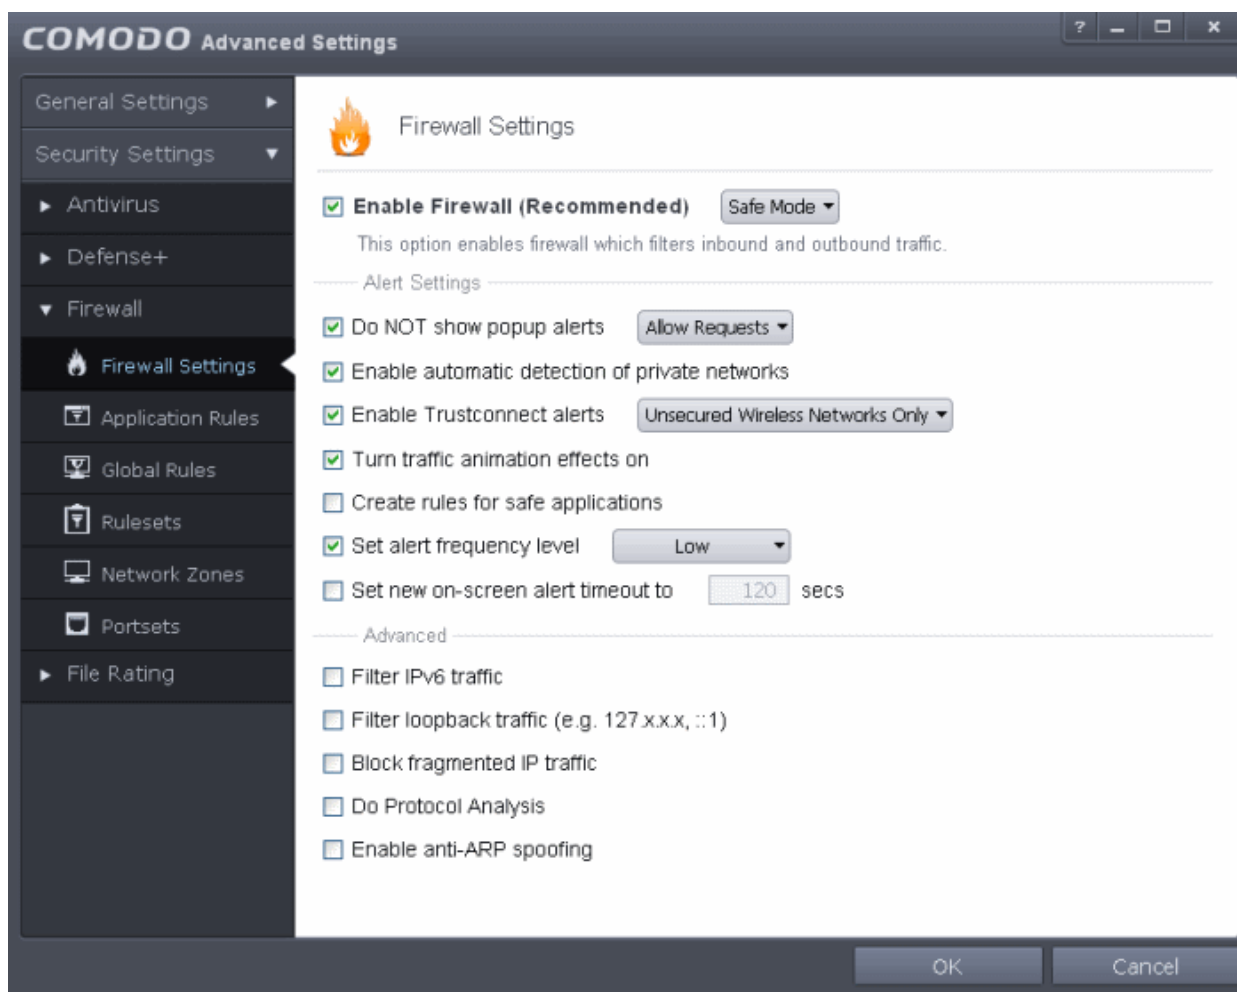 COMODO Advanced Settings
?
General Settings
Security Settings
Antivirus
Defense+
Firewall
Firewall Settings
Application Rules
Global Rules
Rulesets
Network Zones
Portsets
File Rating
Firewall Settings
Enable Firewall (Recommended) Safe Mode
This option enables firewall which filters inbound and outbound traffic.
Alert Settings
Do NOT show popup alerts Allow Requests
Enable automatic detection of private networks
Enable Trustconnect alerts Unsecured Wireless Networks Only
Turn traffic animation effects on
Create rules for safe applications
Set alert frequency level Low
Set new on-screen alert timeout to 120 secs
Advanced
Filter IPv6 traffic
Filter loopback traffic (e.g. 127.x.x.x, ::1)
Block fragmented IP traffic
Do Protocol Analysis
Enable anti-ARP spoofing
OK Cancel